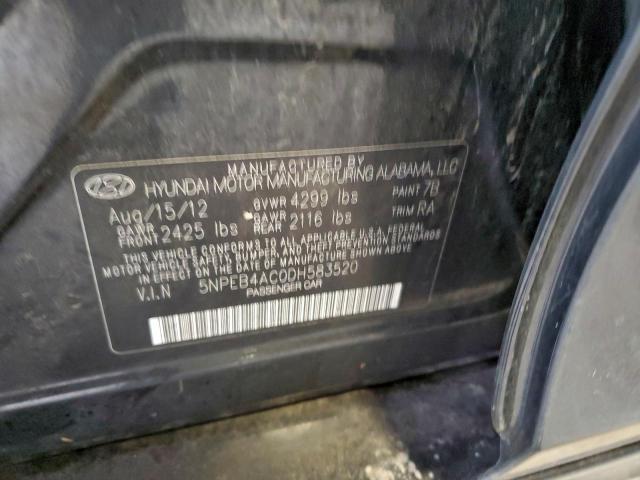 MANUFACTURED BY
HYUNDAI MOTOR MANUFACTURING ALABAMA, LLC
Aug/15/12 GVWR 4299 lbs PAINT 7B
GAWR FRONT 2425 lbs GAWR REAR 2116 lbs TRIM RA
THIS VEHICLE CONFORMS TO ALL APPLICABLE FEDERAL
MOTOR VEHICLE SAFETY, BUMPER, AND THEFT PREVENTION STANDARDS
IN EFFECT ON THE DATE OF MANUFACTURE SHOWN ABOVE.
V.I.N 5NPEB4AC0DH583520
PASSENGER CAR